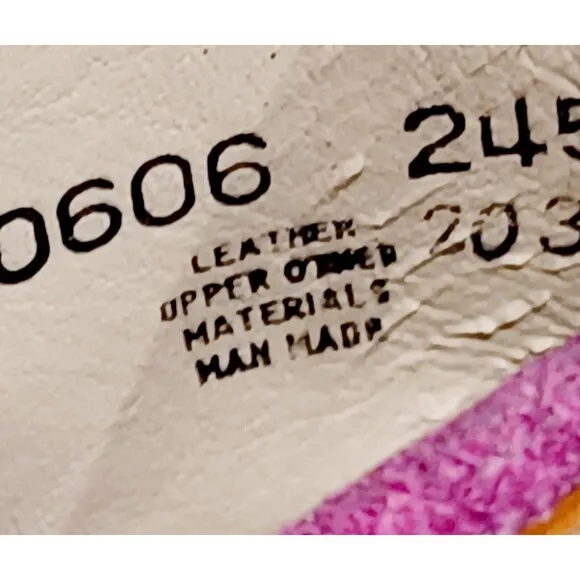 0606 245
203
LEATHER
UPPER OTHER
MATERIALS
MAN MADE